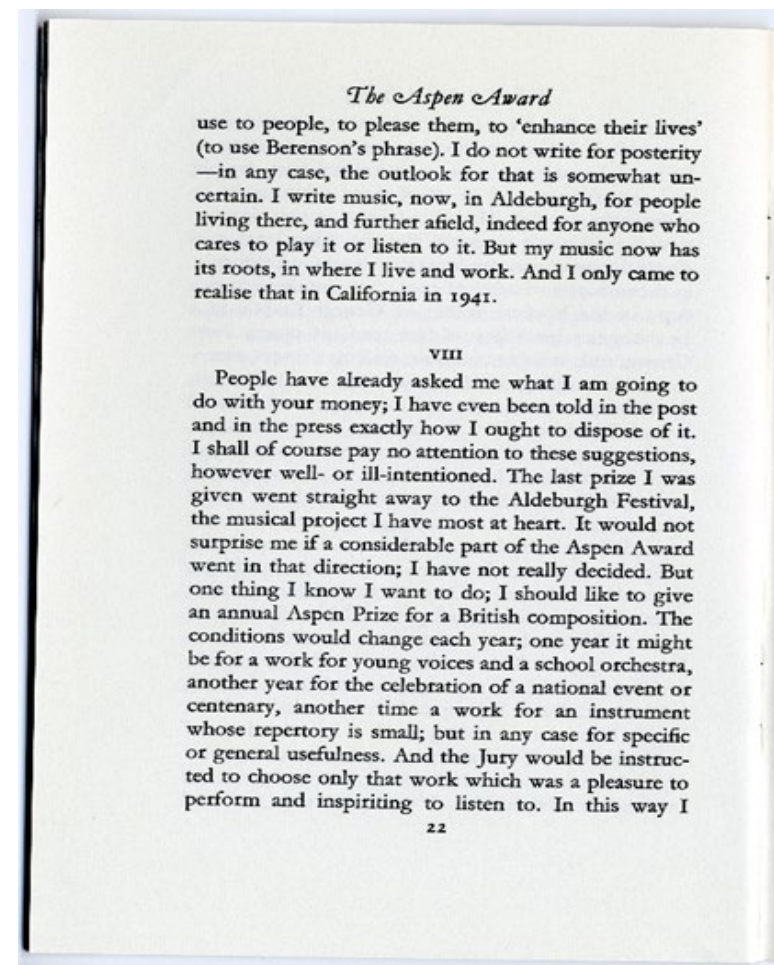 The Aspen Award
use to people, to please them, to ‘enhance their lives’
(to use Berenson’s phrase). I do not write for posterity
—in any case, the outlook for that is somewhat un-
certain. I write music, now, in Aldeburgh, for people
living there, and further afield, indeed for anyone who
cares to play it or listen to it. But my music now has
its roots, in where I live and work. And I only came to
realise that in California in 1941.
VIII
People have already asked me what I am going to
do with your money; I have even been told in the post
and in the press exactly how I ought to dispose of it.
I shall of course pay no attention to these suggestions,
however well- or ill-intentioned. The last prize I was
given went straight away to the Aldeburgh Festival,
the musical project I have most at heart. It would not
surprise me if a considerable part of the Aspen Award
went in that direction; I have not really decided. But
one thing I know I want to do; I should like to give
an annual Aspen Prize for a British composition. The
conditions would change each year; one year it might
be for a work for young voices and a school orchestra,
another year for the celebration of a national event or
centenary, another time a work for an instrument
whose repertory is small; but in any case for specific
or general usefulness. And the Jury would be instruc-
ted to choose only that work which was a pleasure to
perform and inspiriting to listen to. In this way I
22